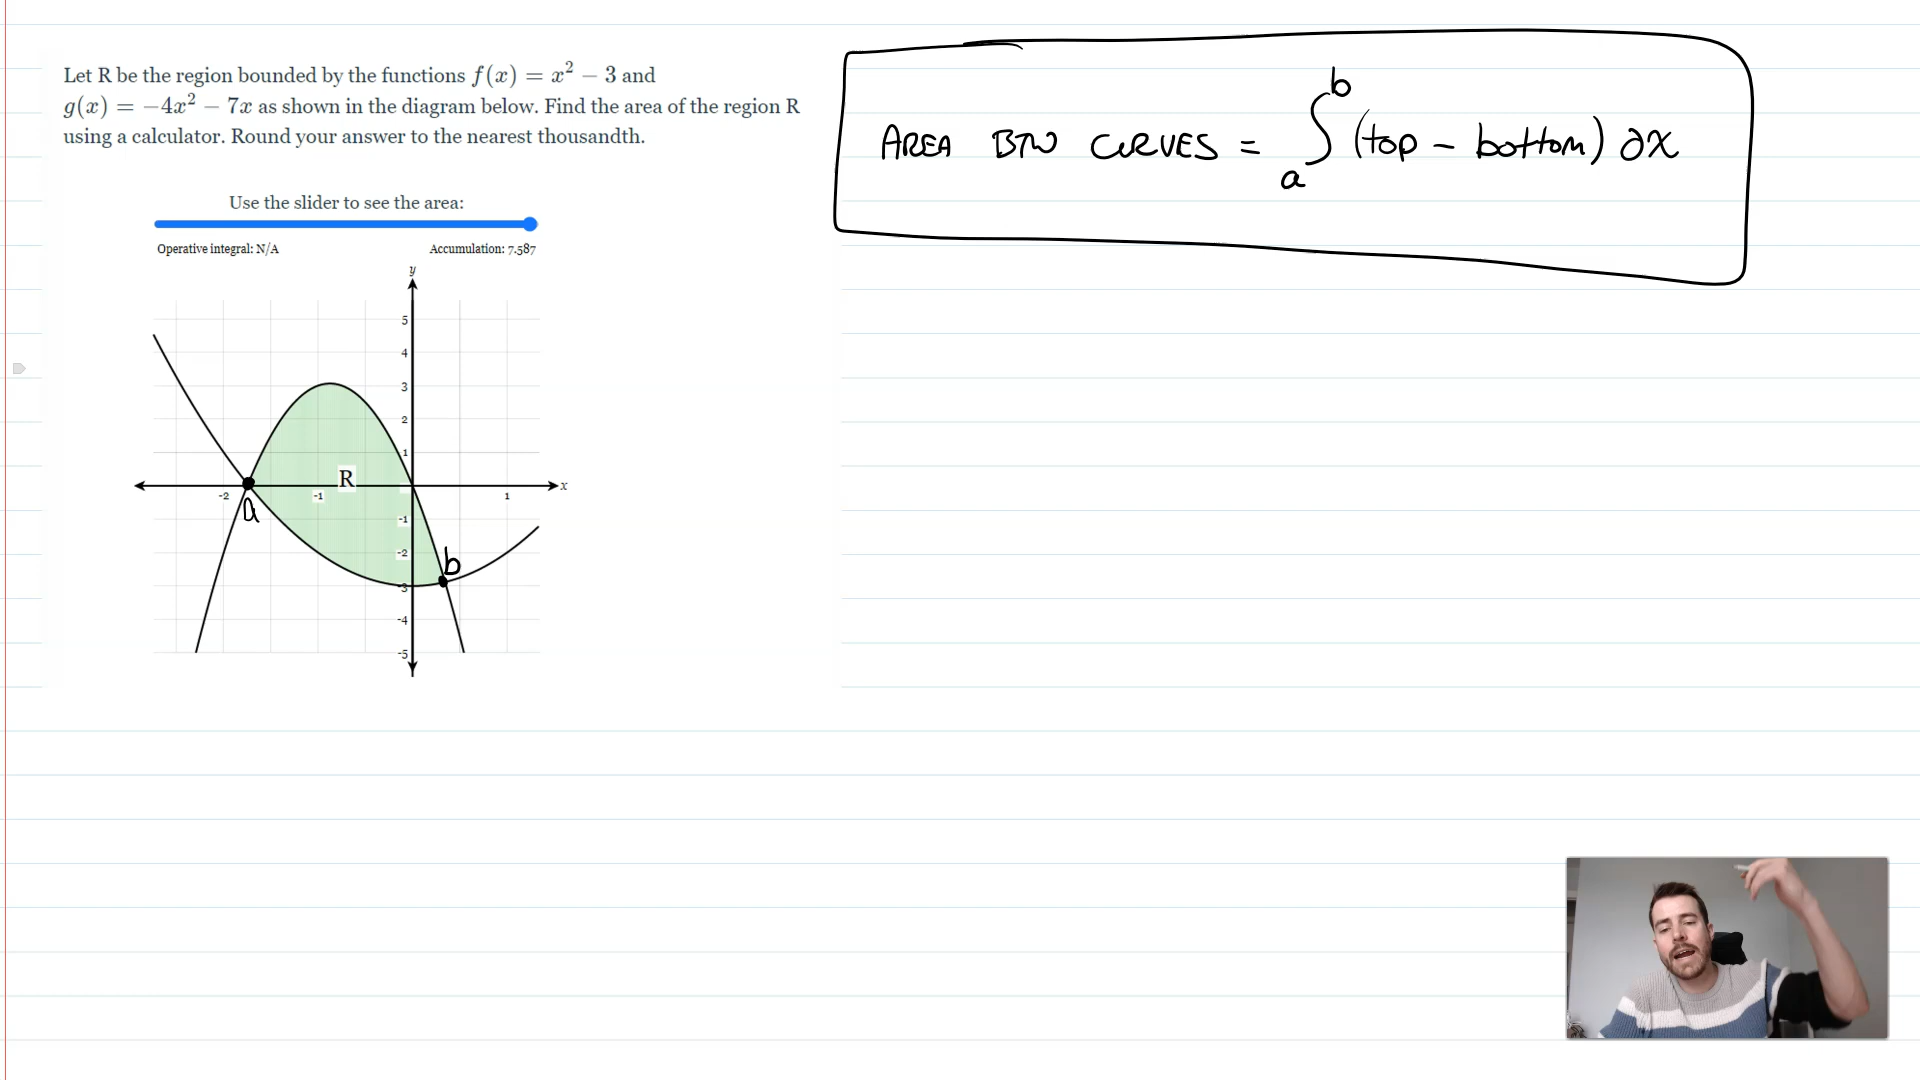 Let R be the region bounded by the functions f(x) = x² − 3 and
g(x) = −4x² − 7x as shown in the diagram below. Find the area of the region R
using a calculator. Round your answer to the nearest thousandth.
AREA BTW CURVES = ∫ₐᵇ (top − bottom) ∂x
Use the slider to see the area:
Operative integral: N/A Accumulation: 7.587
y
5
4
3
2
1
R
x
-2 -1 1
a
-1
-2
b
-3
-4
-5